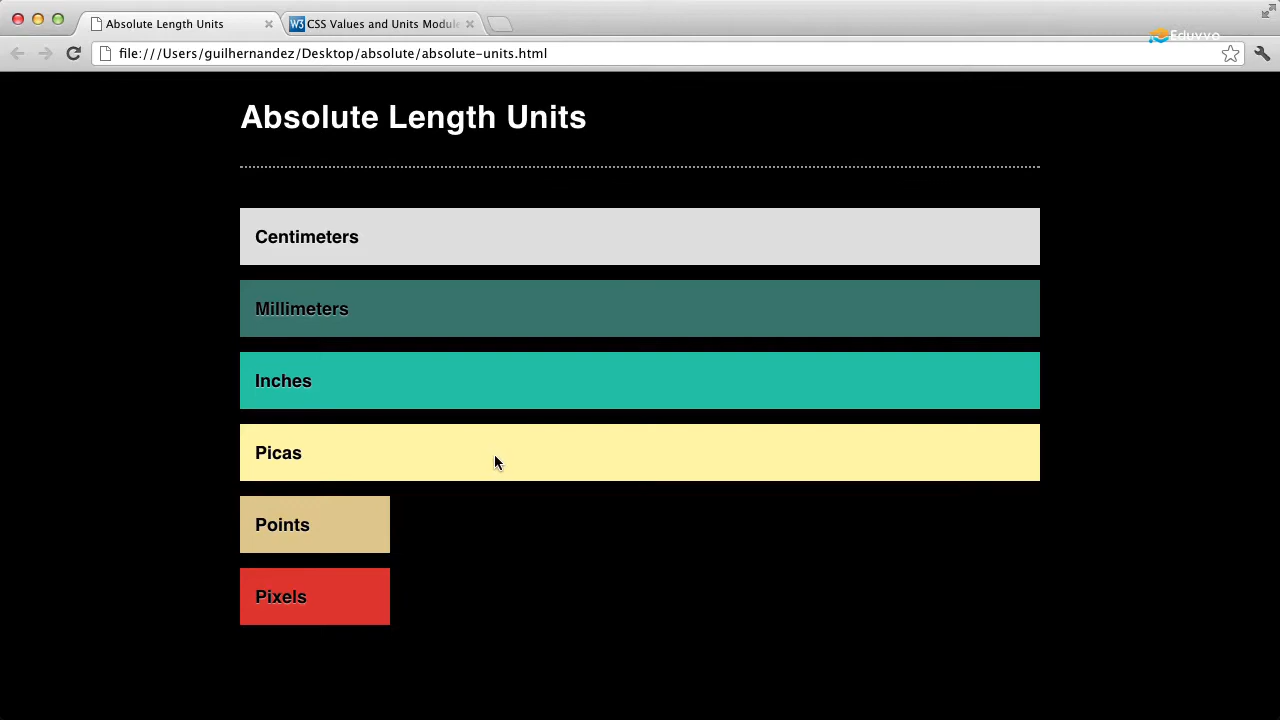 Absolute Length Units
CSS Values and Units Module
Eduvvo
file:///Users/guilhernandez/Desktop/absolute/absolute-units.html
Absolute Length Units
Centimeters
Millimeters
Inches
Picas
Points
Pixels